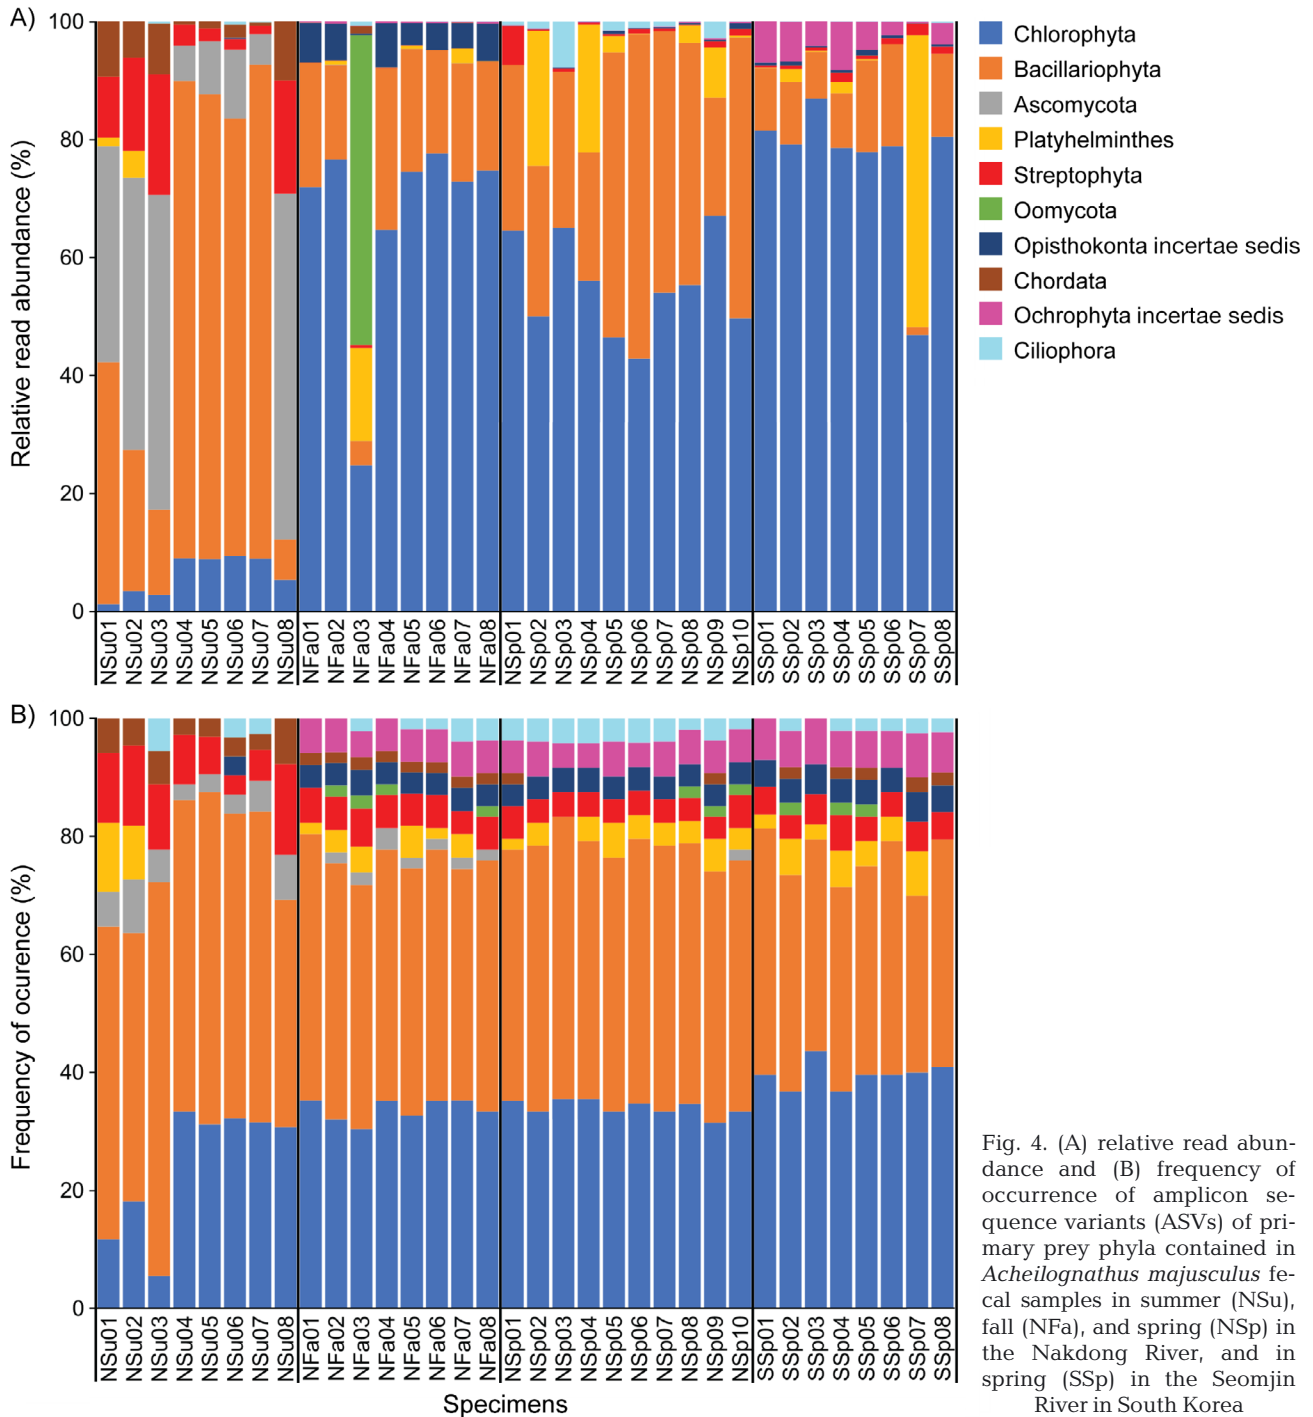 A)
Relative read abundance (%)
100
80
60
40
20
0
NSu01
NSu02
NSu03
NSu04
NSu05
NSu06
NSu07
NSu08
NFa01
NFa02
NFa03
NFa04
NFa05
NFa06
NFa07
NFa08
NSp01
NSp02
NSp03
NSp04
NSp05
NSp06
NSp07
NSp08
NSp09
NSp10
SSp01
SSp02
SSp03
SSp04
SSp05
SSp06
SSp07
SSp08
Chlorophyta
Bacillariophyta
Ascomycota
Platyhelminthes
Streptophyta
Oomycota
Opisthokonta incertae sedis
Chordata
Ochrophyta incertae sedis
Ciliophora
B)
Frequency of ocurence (%)
100
80
60
40
20
0
NSu01
NSu02
NSu03
NSu04
NSu05
NSu06
NSu07
NSu08
NFa01
NFa02
NFa03
NFa04
NFa05
NFa06
NFa07
NFa08
NSp01
NSp02
NSp03
NSp04
NSp05
NSp06
NSp07
NSp08
NSp09
NSp10
SSp01
SSp02
SSp03
SSp04
SSp05
SSp06
SSp07
SSp08
Specimens
Fig. 4. (A) relative read abun-
dance and (B) frequency of
occurrence of amplicon se-
quence variants (ASVs) of pri-
mary prey phyla contained in
Acheilognathus majusculus fe-
cal samples in summer (NSu),
fall (NFa), and spring (NSp) in
the Nakdong River, and in
spring (SSp) in the Seomjin
River in South Korea